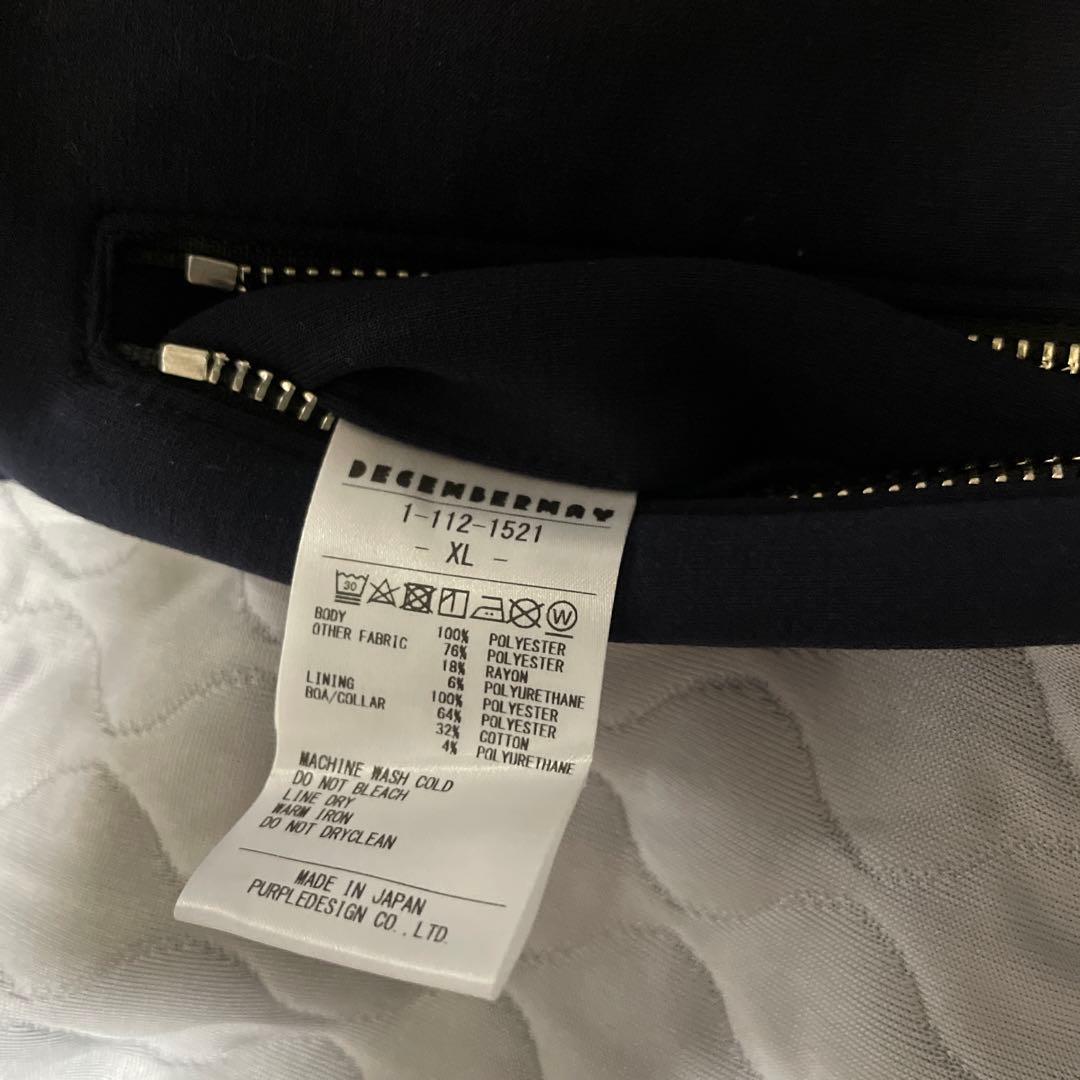 DECEMBERMAY
1-112-1521
- XL -
30 W
BODY 100% POLYESTER
OTHER FABRIC 76% POLYESTER
18% RAYON
6% POLYURETHANE
LINING 100% POLYESTER
BOA/COLLAR 64% POLYESTER
32% COTTON
4% POLYURETHANE
MACHINE WASH COLD
DO NOT BLEACH
LINE DRY
WARM IRON
DO NOT DRYCLEAN
MADE IN JAPAN
PURPLEDESIGN CO.,LTD.